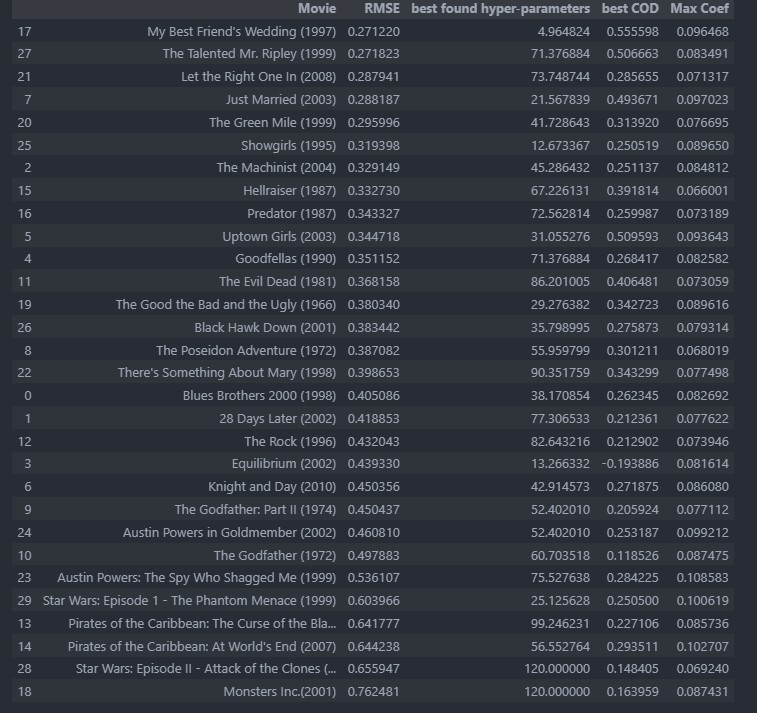 Movie RMSE best found hyper-parameters best COD Max Coef
17 My Best Friend's Wedding (1997) 0.271220 4.964824 0.555598 0.096468
27 The Talented Mr. Ripley (1999) 0.271823 71.376884 0.506663 0.083491
21 Let the Right One In (2008) 0.287941 73.748744 0.285655 0.071317
7 Just Married (2003) 0.288187 21.567839 0.493671 0.097023
20 The Green Mile (1999) 0.295996 41.728643 0.313920 0.076695
25 Showgirls (1995) 0.319398 12.673367 0.250519 0.089650
2 The Machinist (2004) 0.329149 45.286432 0.251137 0.084812
15 Hellraiser (1987) 0.332730 67.226131 0.391814 0.066001
16 Predator (1987) 0.343327 72.562814 0.259987 0.073189
5 Uptown Girls (2003) 0.344718 31.055276 0.509593 0.093643
4 Goodfellas (1990) 0.351152 71.376884 0.268417 0.082582
11 The Evil Dead (1981) 0.368158 86.201005 0.406481 0.073059
19 The Good the Bad and the Ugly (1966) 0.380340 29.276382 0.342723 0.089616
26 Black Hawk Down (2001) 0.383442 35.798995 0.275873 0.079314
8 The Poseidon Adventure (1972) 0.387082 55.959799 0.301211 0.068019
22 There's Something About Mary (1998) 0.398653 90.351759 0.343299 0.077498
0 Blues Brothers 2000 (1998) 0.405086 38.170854 0.262345 0.082692
1 28 Days Later (2002) 0.418853 77.306533 0.212361 0.077622
12 The Rock (1996) 0.432043 82.643216 0.212902 0.073946
3 Equilibrium (2002) 0.439330 13.266332 -0.193886 0.081614
6 Knight and Day (2010) 0.450356 42.914573 0.271875 0.086080
9 The Godfather: Part II (1974) 0.450437 52.402010 0.205924 0.077112
24 Austin Powers in Goldmember (2002) 0.460810 52.402010 0.253187 0.099212
10 The Godfather (1972) 0.497883 60.703518 0.118526 0.087475
23 Austin Powers: The Spy Who Shagged Me (1999) 0.536107 75.527638 0.284225 0.108583
29 Star Wars: Episode 1 - The Phantom Menace (1999) 0.603966 25.125628 0.250500 0.100619
13 Pirates of the Caribbean: The Curse of the Bla... 0.641777 99.246231 0.227106 0.085736
14 Pirates of the Caribbean: At World's End (2007) 0.644238 56.552764 0.293511 0.102707
28 Star Wars: Episode II - Attack of the Clones (... 0.655947 120.000000 0.148405 0.069240
18 Monsters Inc.(2001) 0.762481 120.000000 0.163959 0.087431